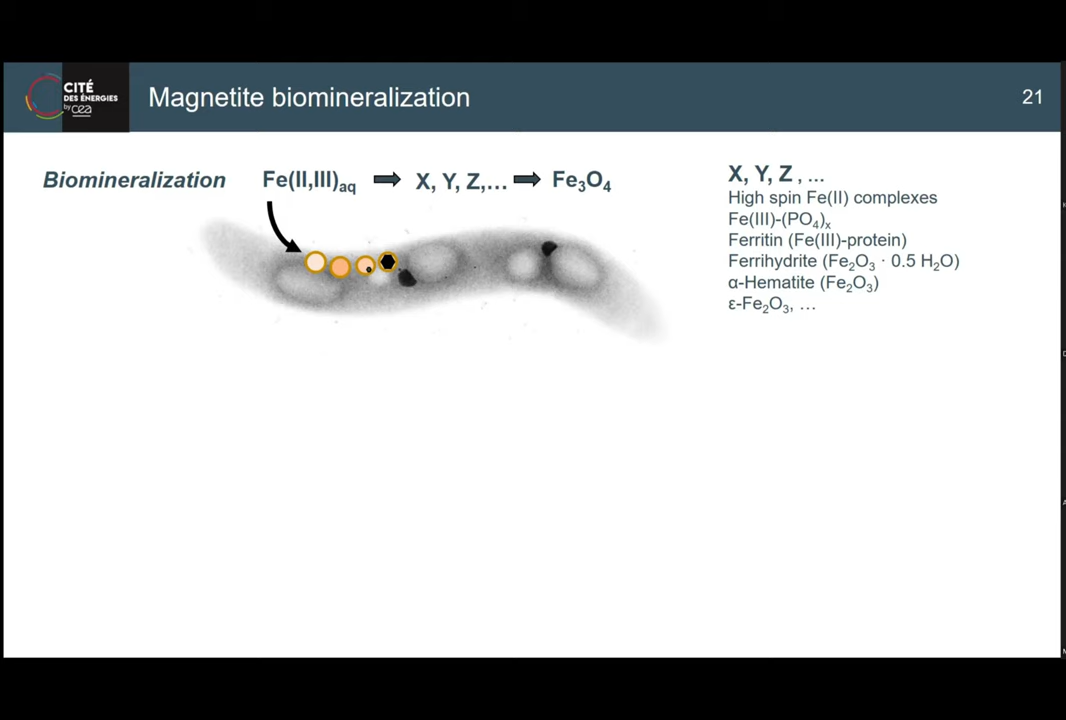 CITÉ
DES ÉNERGIES
by cea
Magnetite biomineralization
21
Biomineralization Fe(II,III)aq → X, Y, Z,... → Fe₃O₄
X, Y, Z , ...
High spin Fe(II) complexes
Fe(III)-(PO₄)ₓ
Ferritin (Fe(III)-protein)
Ferrihydrite (Fe₂O₃ · 0.5 H₂O)
α-Hematite (Fe₂O₃)
ε-Fe₂O₃, ...